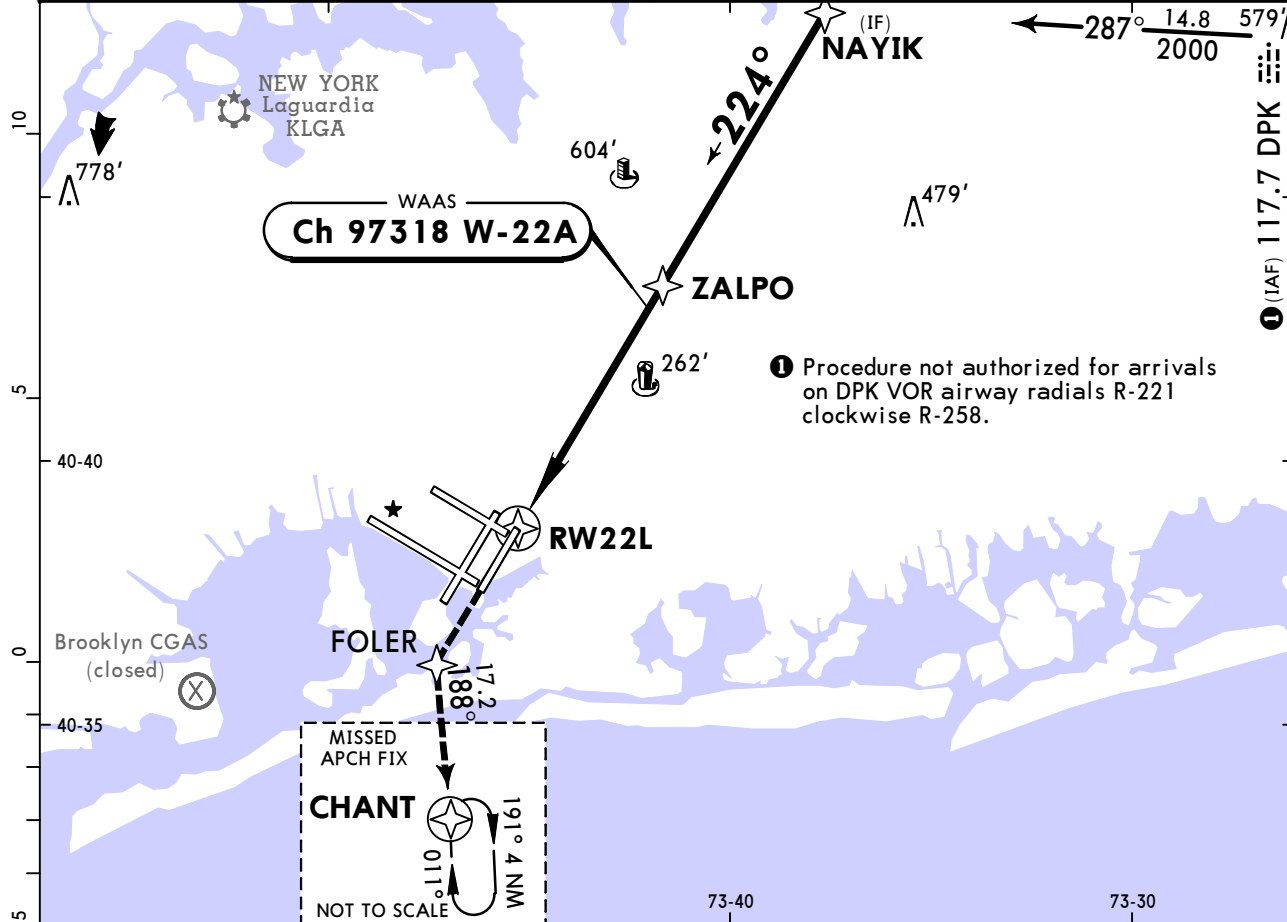 (IF)
NAYIK
287°
14.8
2000
579'
NEW YORK
Laguardia
KLGA
224°
10
778'
604'
479'
WAAS
Ch 97318 W-22A
❶(IAF) 117.7 DPK
ZALPO
262'
❶ Procedure not authorized for arrivals
on DPK VOR airway radials R-221
clockwise R-258.
5
40-40
RW22L
Brooklyn CGAS
(closed)
X
0
FOLER
17.2
188°
40-35
MISSED
APCH FIX
CHANT
191° 4 NM
011°
NOT TO SCALE
5
73-40
73-30